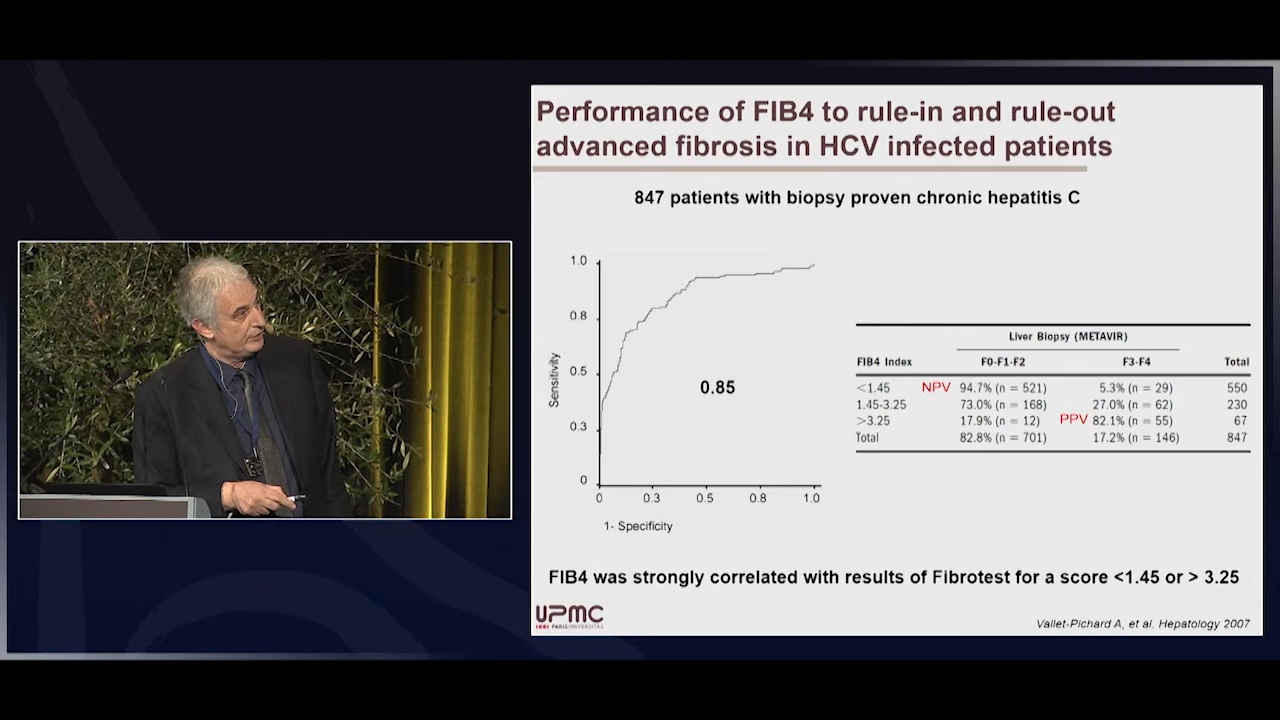 Performance of FIB4 to rule-in and rule-out
advanced fibrosis in HCV infected patients
847 patients with biopsy proven chronic hepatitis C
1.0
0.8
0.5
0.3
0
Sensitivity
0.85
0 0.3 0.5 0.8 1.0
1- Specificity
Liver Biopsy (METAVIR)
FIB4 Index F0-F1-F2 F3-F4 Total
<1.45 NPV 94.7% (n = 521) 5.3% (n = 29) 550
1.45-3.25 73.0% (n = 168) 27.0% (n = 62) 230
>3.25 17.9% (n = 12) PPV 82.1% (n = 55) 67
Total 82.8% (n = 701) 17.2% (n = 146) 847
FIB4 was strongly correlated with results of Fibrotest for a score <1.45 or > 3.25
UPMC
PARISUNIVERSITAS
Vallet-Pichard A, et al. Hepatology 2007